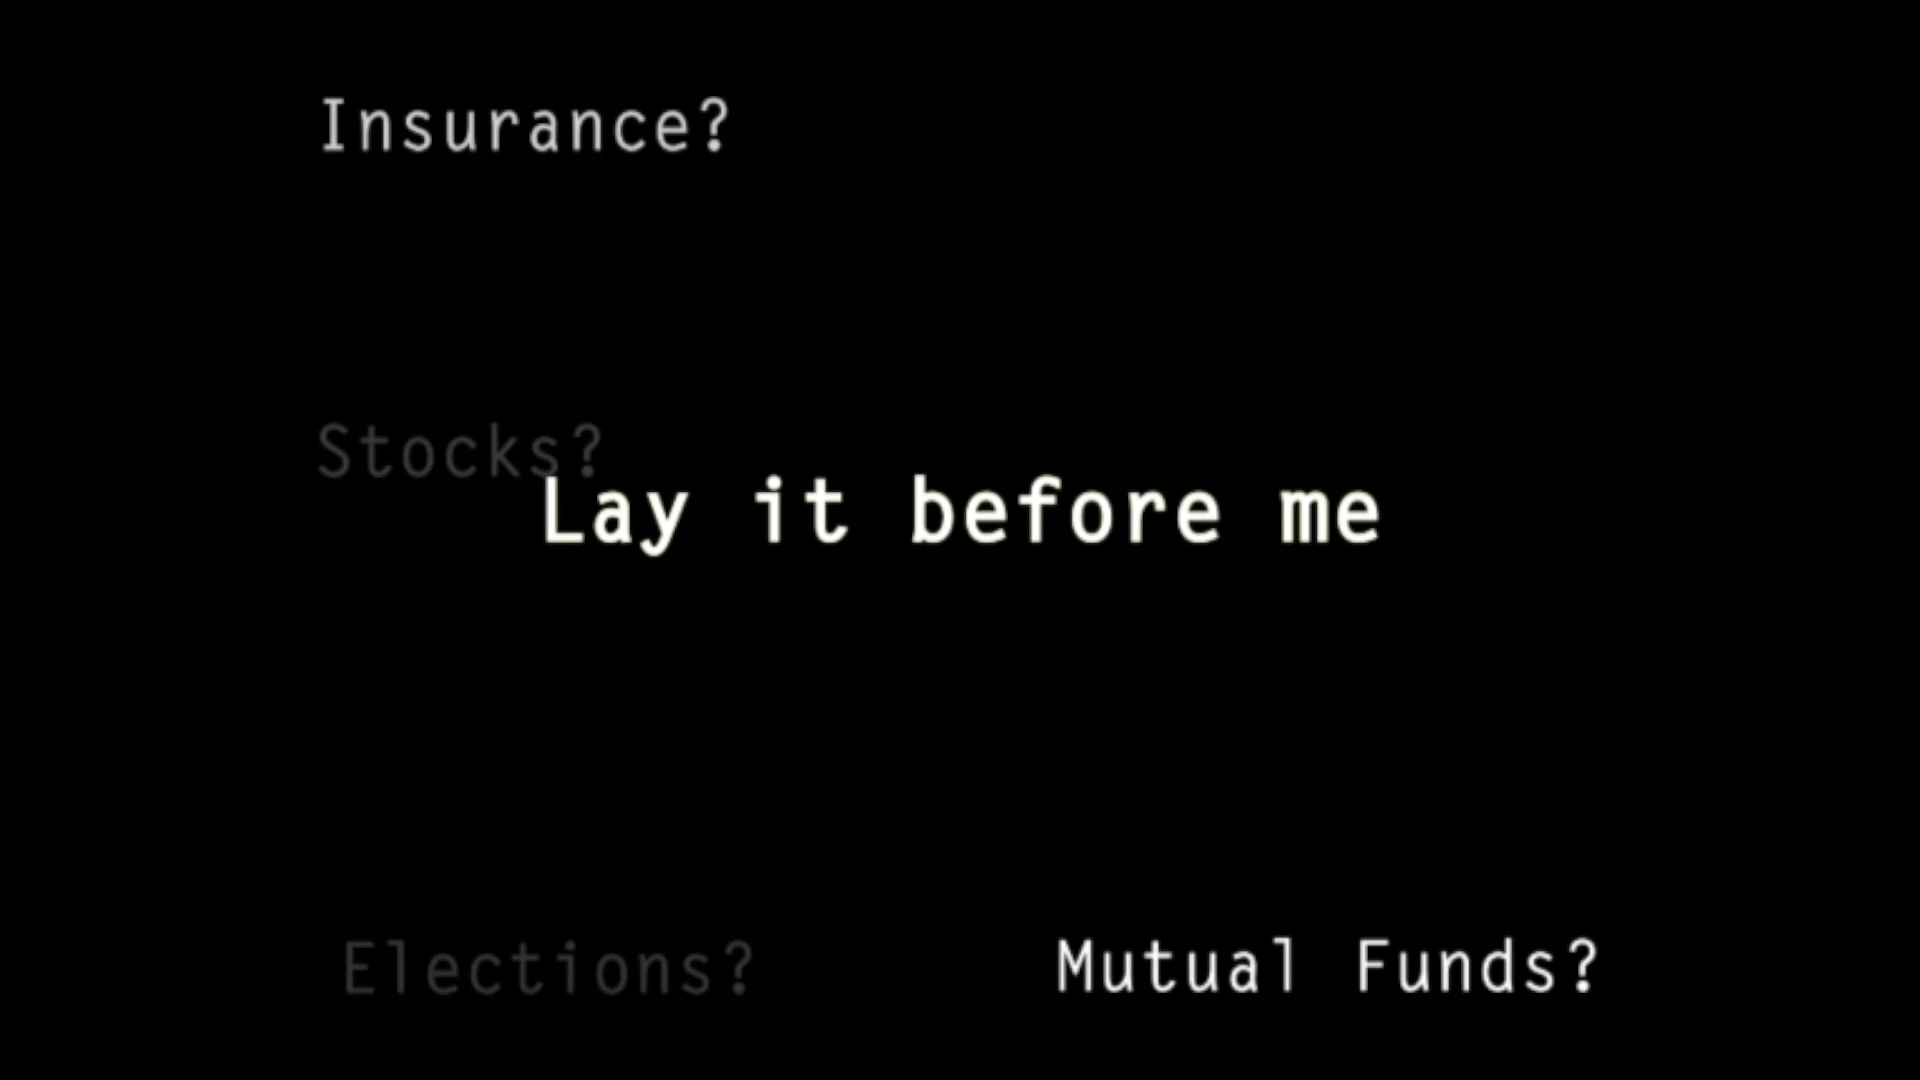 Insurance?
Stocks?
Lay it before me
Elections?
Mutual Funds?